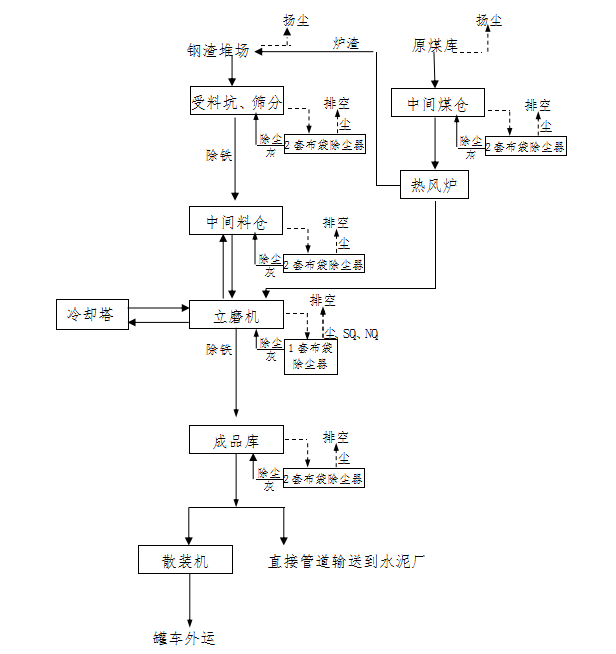 扬尘
扬尘
钢渣堆场
炉渣
原煤库
受料坑、筛分
排空
尘
除尘
灰
2套布袋除尘器
中间煤仓
排空
尘
除尘
灰
2套布袋除尘器
除铁
热风炉
中间料仓
排空
尘
除尘
灰
2套布袋除尘器
冷却塔
立磨机
排空
尘、SO、NO
除尘
灰
1套布袋
除尘器
除铁
成品库
排空
尘
除尘
灰
2套布袋除尘器
散装机
直接管道输送到水泥厂
罐车外运